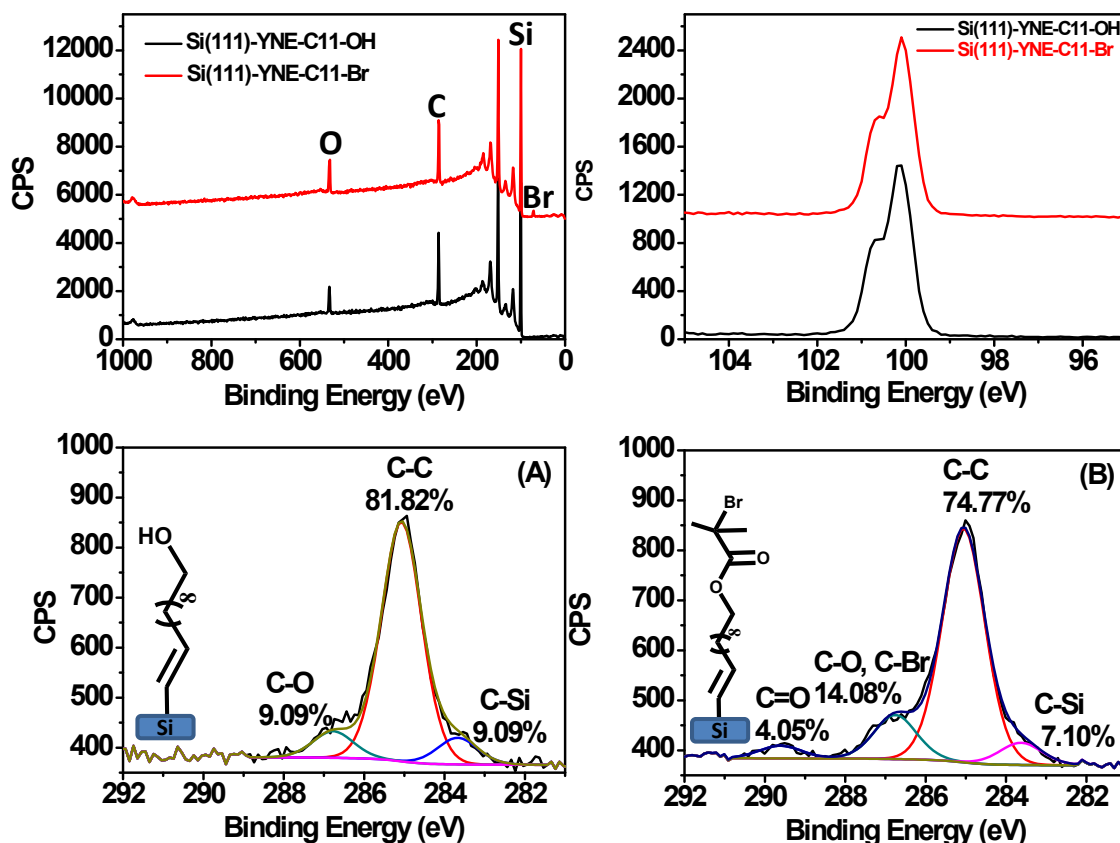 Si(111)-YNE-C11-OH
Si(111)-YNE-C11-Br
Si
C
O
Br
12000
10000
8000
6000
4000
2000
0
CPS
1000 800 600 400 200 0
Binding Energy (eV)
Si(111)-YNE-C11-OH
Si(111)-YNE-C11-Br
2400
2000
1600
1200
800
400
0
CPS
104 102 100 98 96
Binding Energy (eV)
(A)
C-C
81.82%
HO
8
C-O
9.09%
C-Si
9.09%
Si
1000
900
800
700
600
500
400
CPS
292 290 288 286 284 282
Binding Energy (eV)
(B)
C-C
74.77%
Br
O
O
8
C-O, C-Br
14.08%
C=O
4.05%
C-Si
7.10%
Si
1000
900
800
700
600
500
400
CPS
292 290 288 286 284 282
Binding Energy (eV)